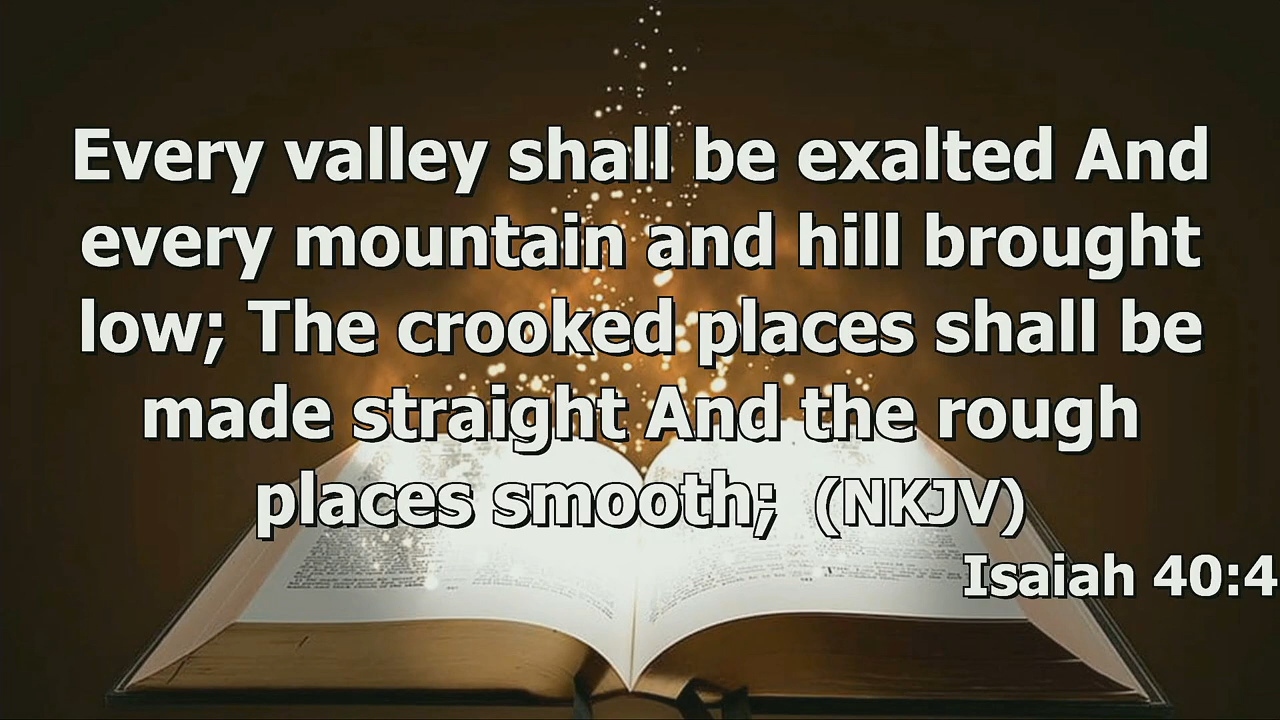 Every valley shall be exalted And
every mountain and hill brought
low; The crooked places shall be
made straight And the rough
places smooth; (NKJV)
Isaiah 40:4